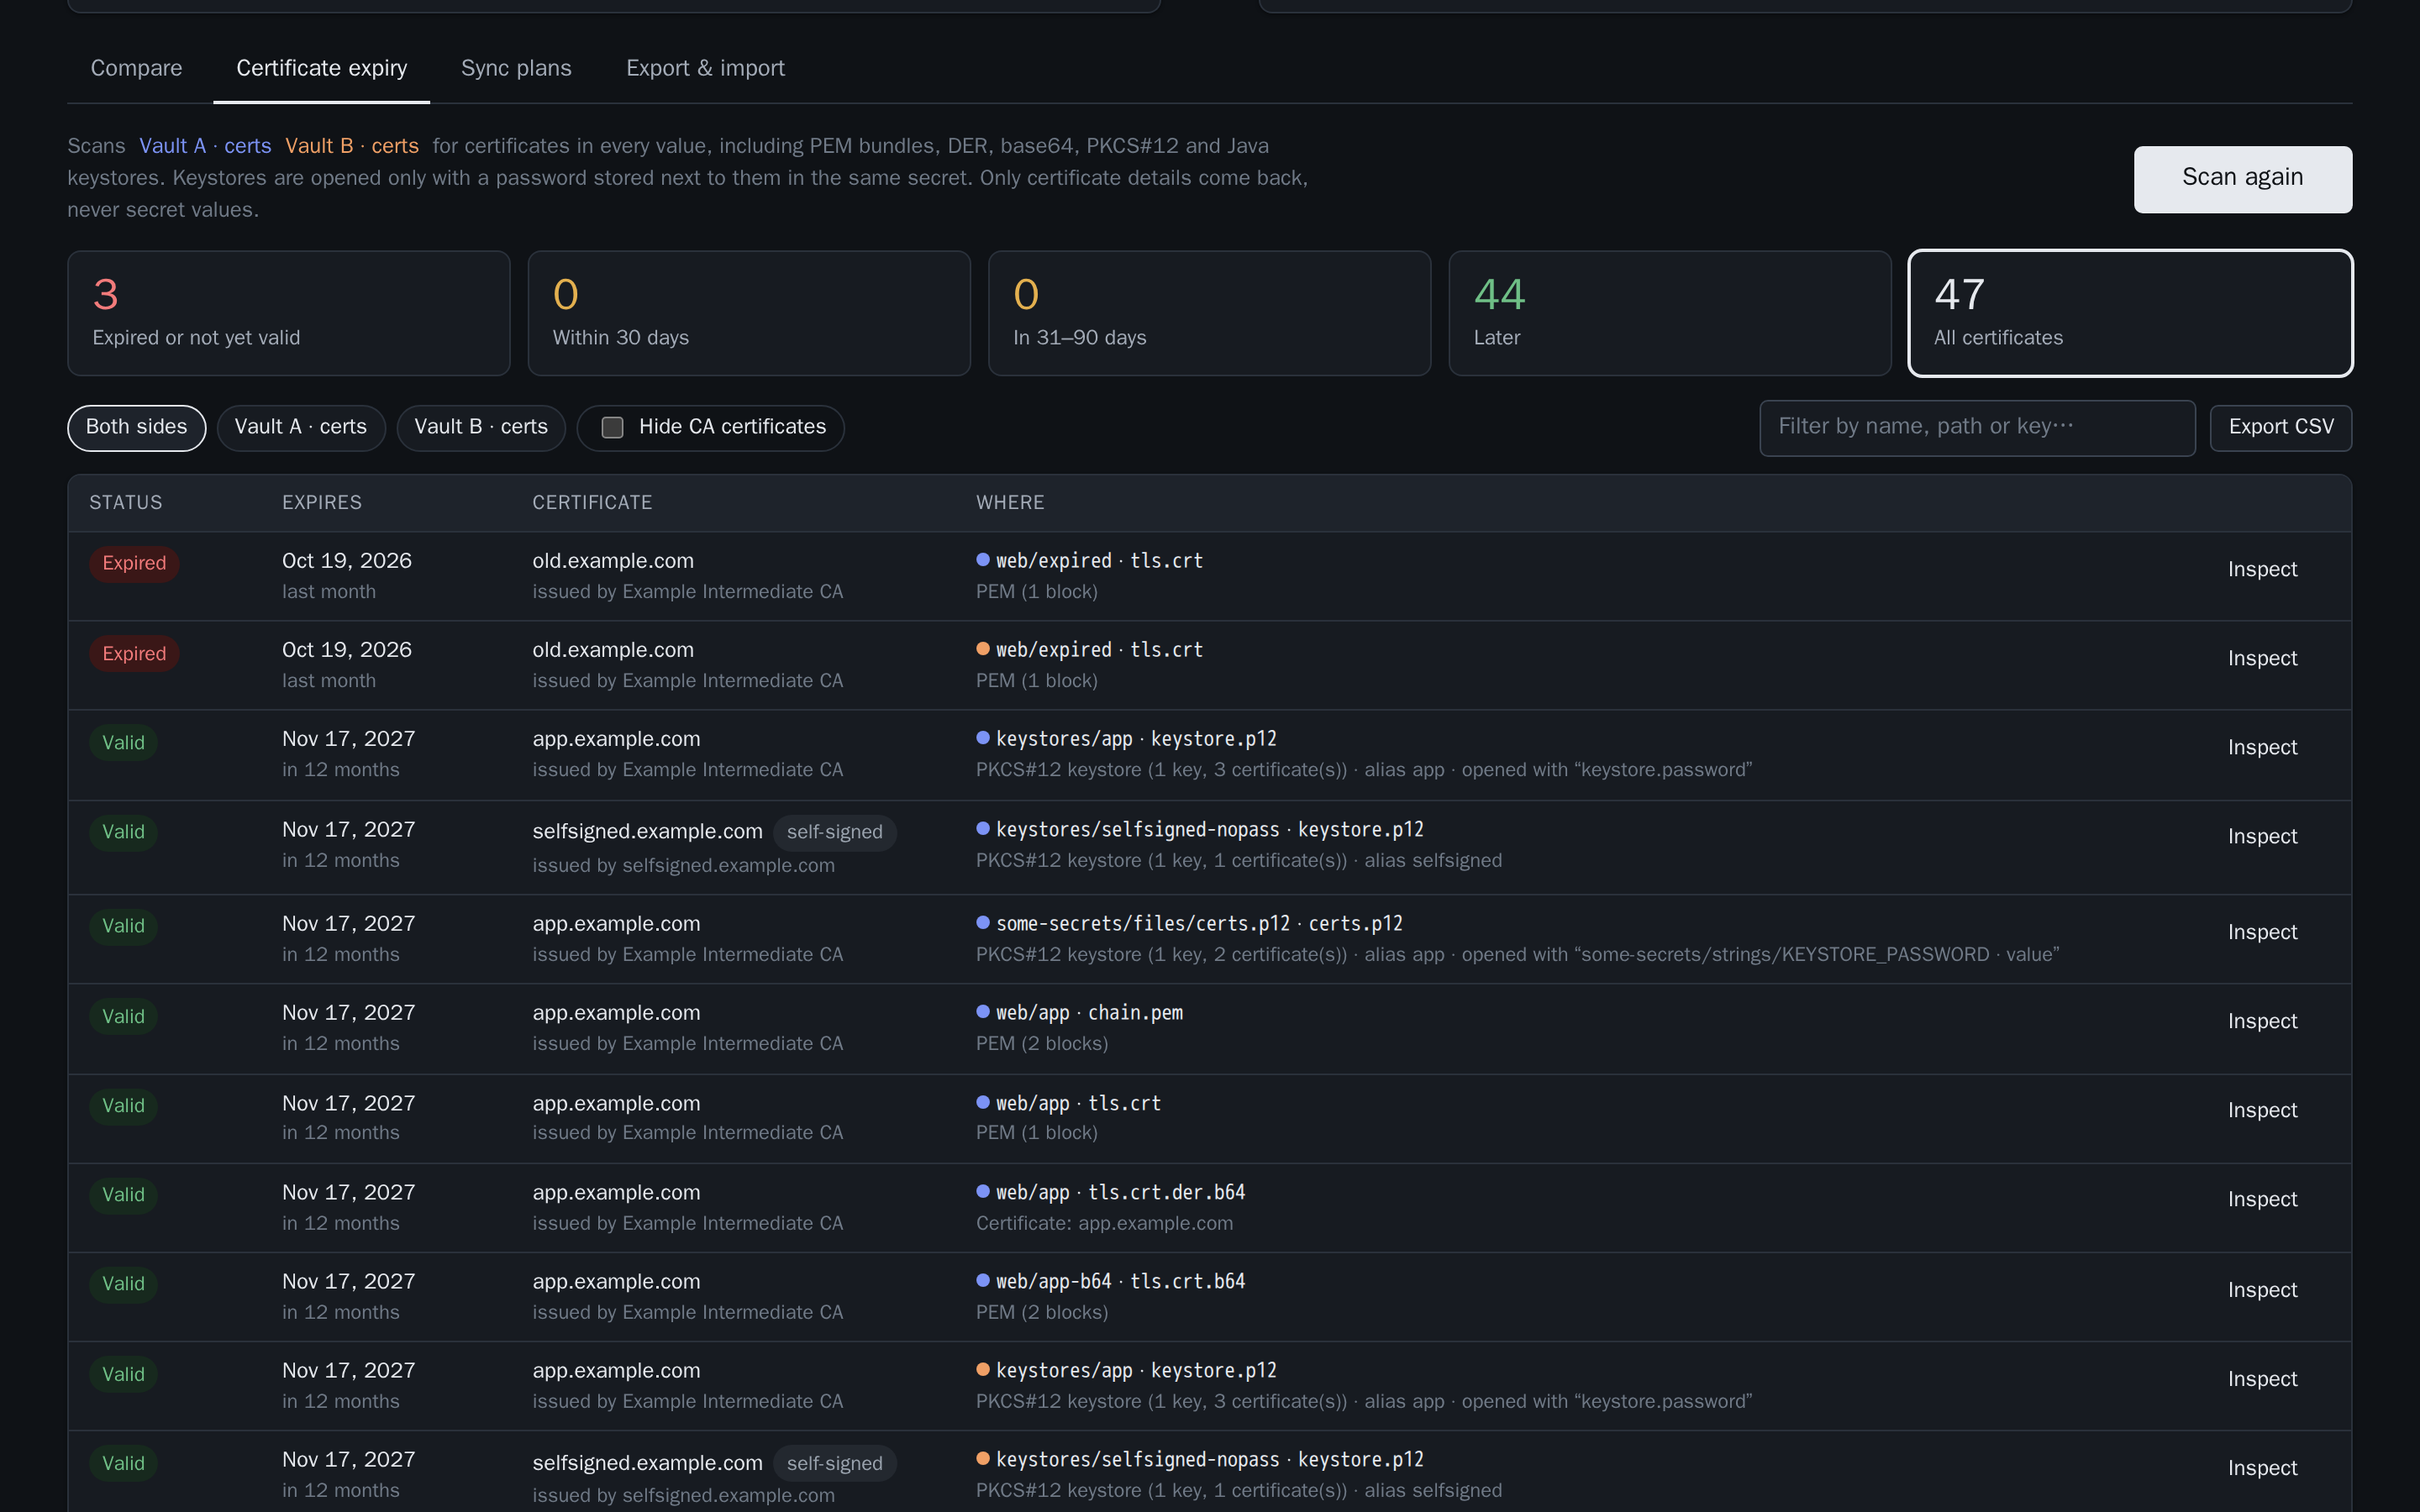 Compare Certificate expiry Sync plans Export & import
Scans Vault A · certs Vault B · certs for certificates in every value, including PEM bundles, DER, base64, PKCS#12 and Java
keystores. Keystores are opened only with a password stored next to them in the same secret. Only certificate details come back,
never secret values.
Scan again
3
Expired or not yet valid
0
Within 30 days
0
In 31–90 days
44
Later
47
All certificates
Both sides Vault A · certs Vault B · certs Hide CA certificates Filter by name, path or key… Export CSV
STATUS EXPIRES CERTIFICATE WHERE
Expired Oct 19, 2026 old.example.com web/expired · tls.crt Inspect
last month issued by Example Intermediate CA PEM (1 block)
Expired Oct 19, 2026 old.example.com web/expired · tls.crt Inspect
last month issued by Example Intermediate CA PEM (1 block)
Valid Nov 17, 2027 app.example.com keystores/app · keystore.p12 Inspect
in 12 months issued by Example Intermediate CA PKCS#12 keystore (1 key, 3 certificate(s)) · alias app · opened with “keystore.password”
Valid Nov 17, 2027 selfsigned.example.com self-signed keystores/selfsigned-nopass · keystore.p12 Inspect
in 12 months issued by selfsigned.example.com PKCS#12 keystore (1 key, 1 certificate(s)) · alias selfsigned
Valid Nov 17, 2027 app.example.com some-secrets/files/certs.p12 · certs.p12 Inspect
in 12 months issued by Example Intermediate CA PKCS#12 keystore (1 key, 2 certificate(s)) · alias app · opened with “some-secrets/strings/KEYSTORE_PASSWORD · value”
Valid Nov 17, 2027 app.example.com web/app · chain.pem Inspect
in 12 months issued by Example Intermediate CA PEM (2 blocks)
Valid Nov 17, 2027 app.example.com web/app · tls.crt Inspect
in 12 months issued by Example Intermediate CA PEM (1 block)
Valid Nov 17, 2027 app.example.com web/app · tls.crt.der.b64 Inspect
in 12 months issued by Example Intermediate CA Certificate: app.example.com
Valid Nov 17, 2027 app.example.com web/app-b64 · tls.crt.b64 Inspect
in 12 months issued by Example Intermediate CA PEM (2 blocks)
Valid Nov 17, 2027 app.example.com keystores/app · keystore.p12 Inspect
in 12 months issued by Example Intermediate CA PKCS#12 keystore (1 key, 3 certificate(s)) · alias app · opened with “keystore.password”
Valid Nov 17, 2027 selfsigned.example.com self-signed keystores/selfsigned-nopass · keystore.p12 Inspect
in 12 months issued by selfsigned.example.com PKCS#12 keystore (1 key, 1 certificate(s)) · alias selfsigned